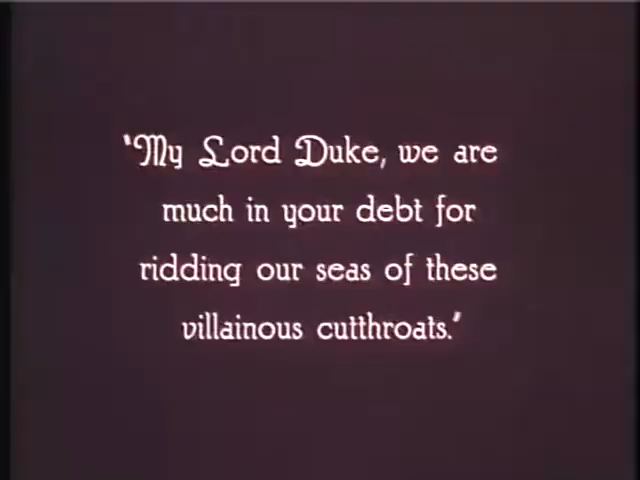 "My Lord Duke, we are
much in your debt for
ridding our seas of these
villainous cutthroats."